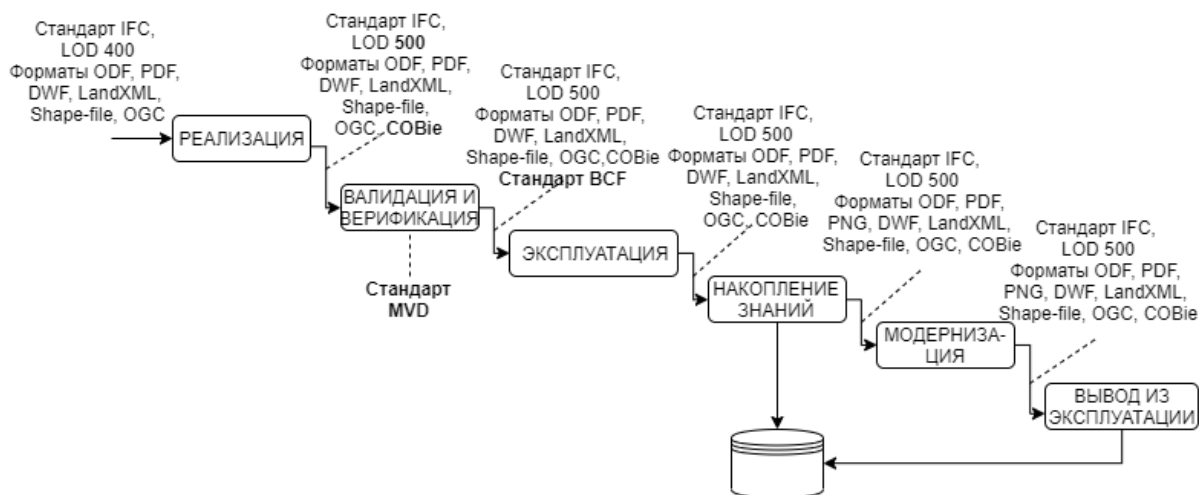 Стандарт IFC,
LOD 400
Форматы ODF, PDF,
DWF, LandXML,
Shape-file, OGC
РЕАЛИЗАЦИЯ
Стандарт IFC,
LOD 500
Форматы ODF, PDF,
DWF, LandXML,
Shape-file,
OGC, COBie
ВАЛИДАЦИЯ И
ВЕРИФИКАЦИЯ
Стандарт
MVD
Стандарт IFC,
LOD 500
Форматы ODF, PDF,
DWF, LandXML,
Shape-file, OGC,COBie
Стандарт BCF
ЭКСПЛУАТАЦИЯ
Стандарт IFC,
LOD 500
Форматы ODF, PDF,
DWF, LandXML,
Shape-file,
OGC, COBie
НАКОПЛЕНИЕ
ЗНАНИЙ
Стандарт IFC,
LOD 500
Форматы ODF, PDF,
PNG, DWF, LandXML,
Shape-file, OGC, COBie
МОДЕРНИЗА-
ЦИЯ
Стандарт IFC,
LOD 500
Форматы ODF, PDF,
PNG, DWF, LandXML,
Shape-file, OGC, COBie
ВЫВОД ИЗ
ЭКСПЛУАТАЦИИ